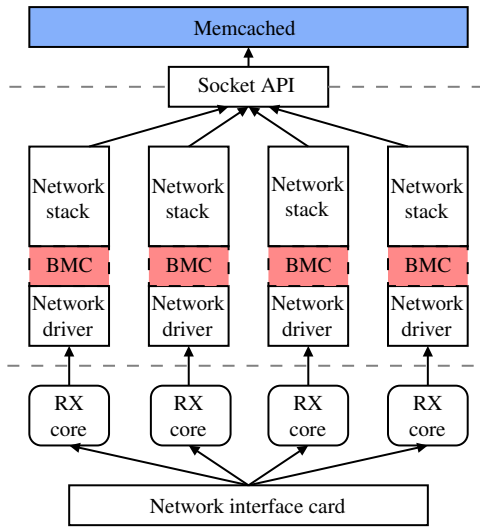 Memcached
Socket API
Network
stack
Network
stack
Network
stack
Network
stack
BMC
BMC
BMC
BMC
Network
driver
Network
driver
Network
driver
Network
driver
RX
core
RX
core
RX
core
RX
core
Network interface card